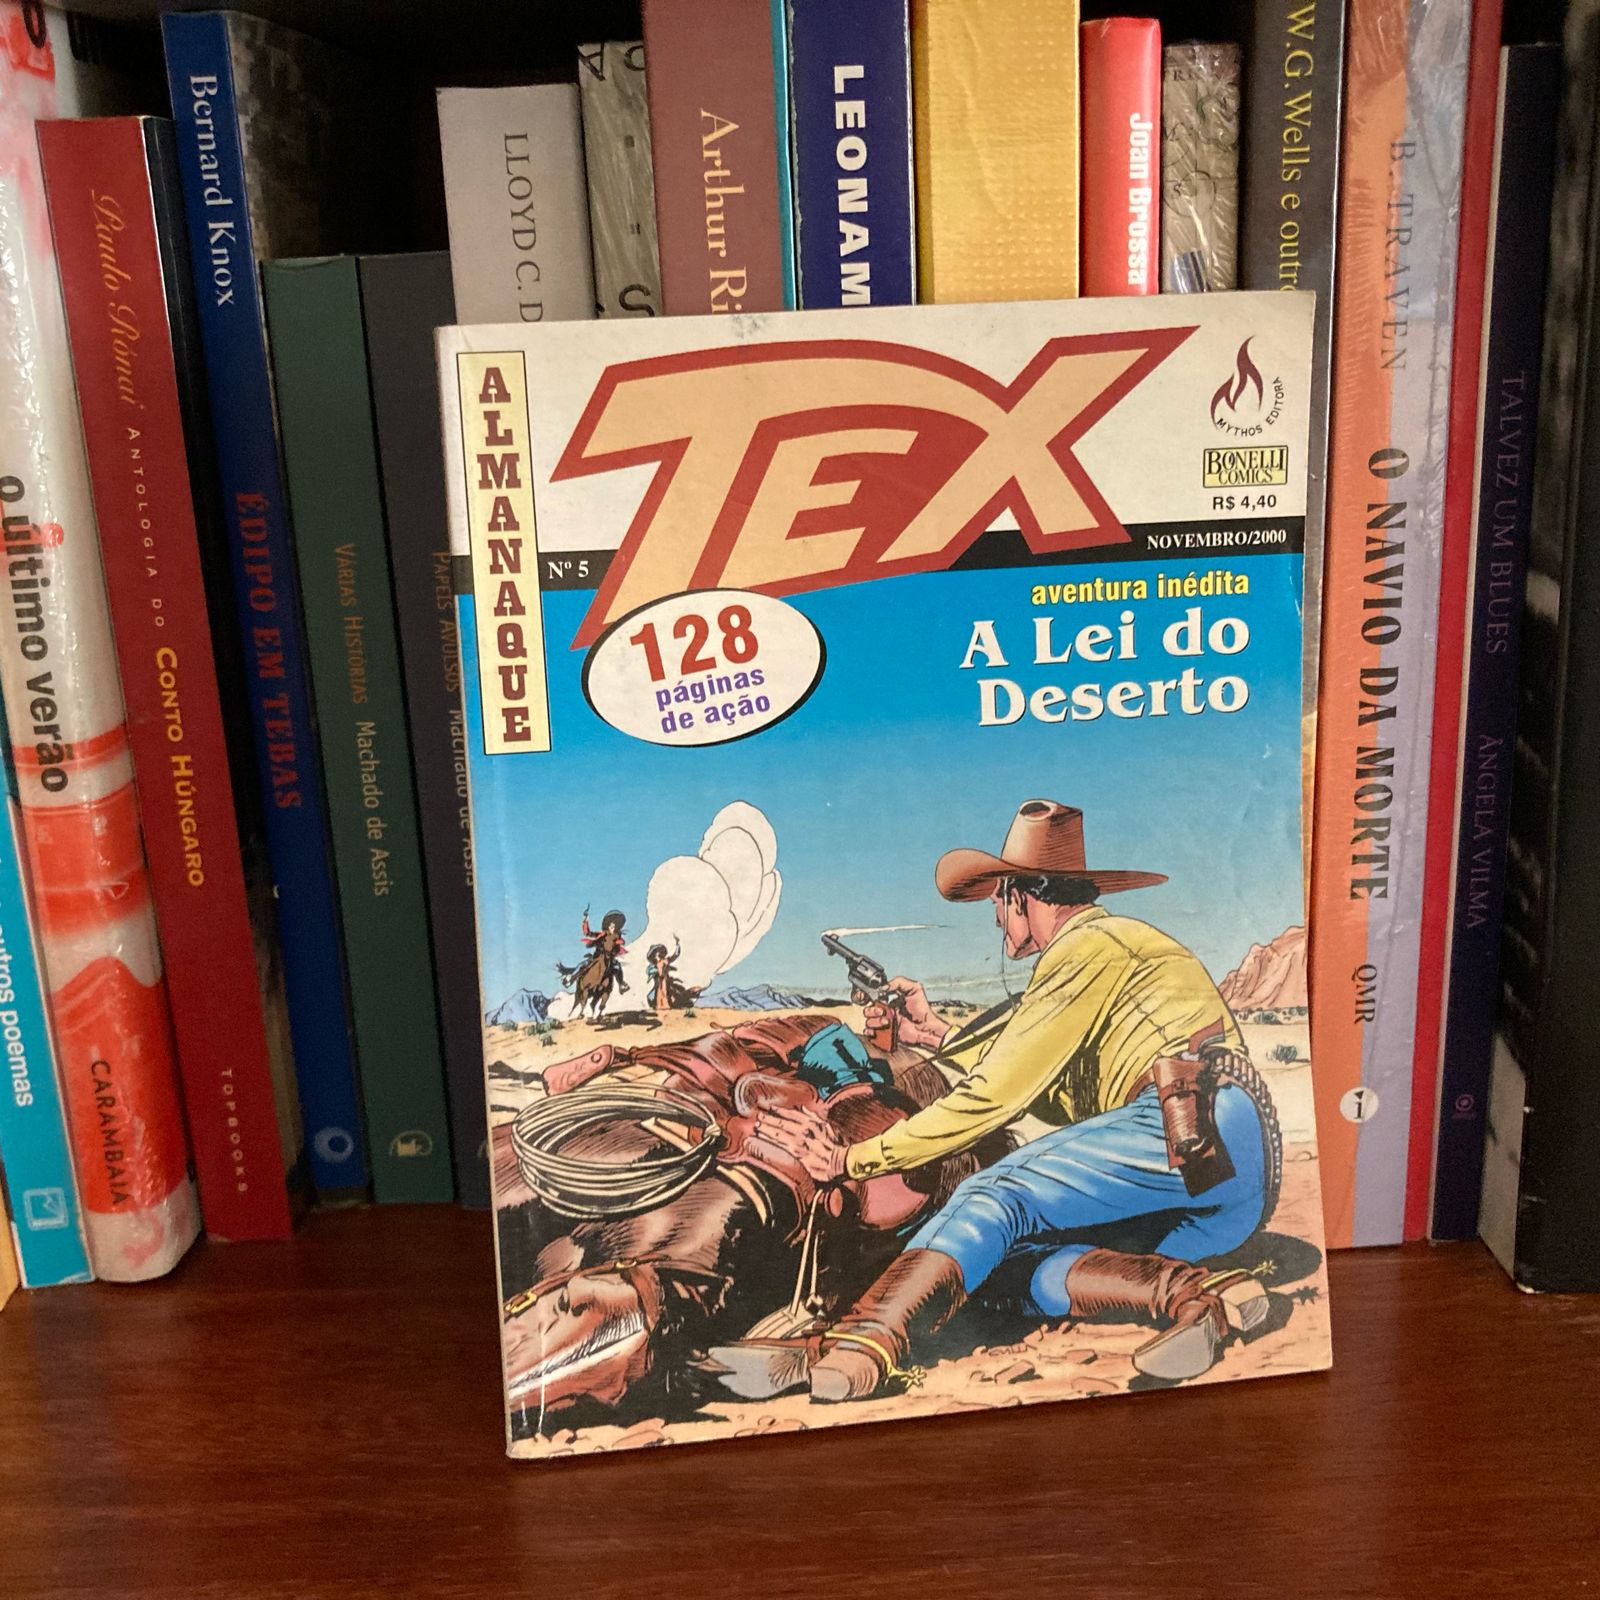 ALMANAQUE
TEX
MYTHOS EDITORA
BONELLI
COMICS
R$ 4,40
Nº 5
NOVEMBRO/2000
128
páginas
de ação
aventura inédita
A Lei do
Deserto
o último verão
CARAMBAIA
outros poemas
Paulo Rónai ANTOLOGIA DO CONTO HÚNGARO
TOPBOOKS
Bernard Knox
ÉDIPO EM TEBAS
VÁRIAS HISTÓRIAS Machado de Assis
PAPÉIS AVULSOS Machado de Assis
LLOYD C. D
Arthur Ri
LEONAM
Joan Brossa
W.G. Wells e outro
B. TRAVEN
O NAVIO DA MORTE
QMR
TALVEZ UM BLUES ÂNGELA VILMA